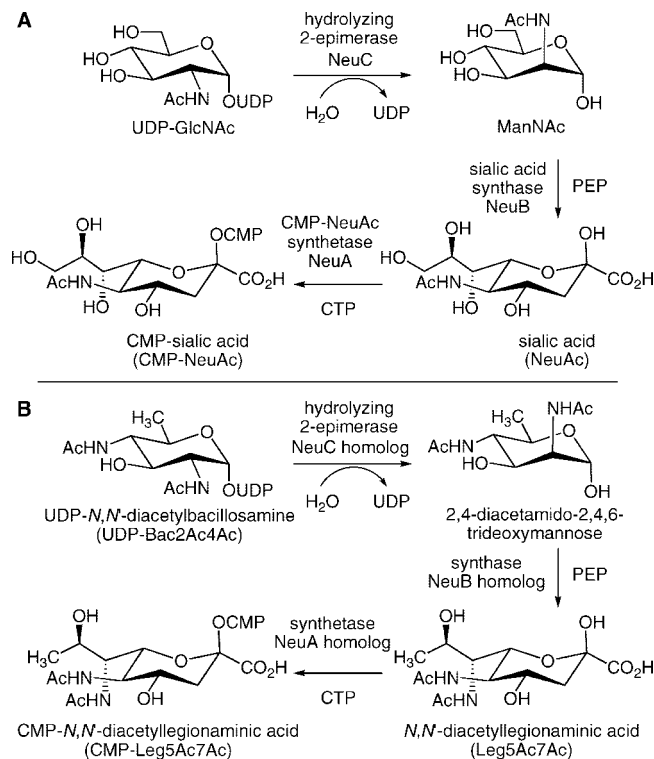 A
HO
HO
HO
AcHN
OUDP
O
UDP-GlcNAc
hydrolyzing
2-epimerase
NeuC
H2O
UDP
AcHN
HO
HO
HO
O
OH
ManNAc
sialic acid
synthase
NeuB
PEP
OH
HO
AcHN
HO
OH
O
OCMP
CO2H
CMP-sialic acid
(CMP-NeuAc)
CMP-NeuAc
synthetase
NeuA
CTP
OH
HO
AcHN
HO
OH
O
OH
CO2H
sialic acid
(NeuAc)
B
H3C
AcHN
HO
AcHN
OUDP
O
UDP-N,N'-diacetylbacillosamine
(UDP-Bac2Ac4Ac)
hydrolyzing
2-epimerase
NeuC homolog
H2O
UDP
NHAc
H3C
AcHN
HO
O
OH
2,4-diacetamido-2,4,6-
trideoxymannose
synthase
NeuB homolog
PEP
OH
H3C
AcHN
AcHN
OH
O
OCMP
CO2H
CMP-N,N'-diacetyllegionaminic acid
(CMP-Leg5Ac7Ac)
synthetase
NeuA homolog
CTP
OH
H3C
AcHN
AcHN
OH
O
OH
CO2H
N,N'-diacetyllegionaminic acid
(Leg5Ac7Ac)